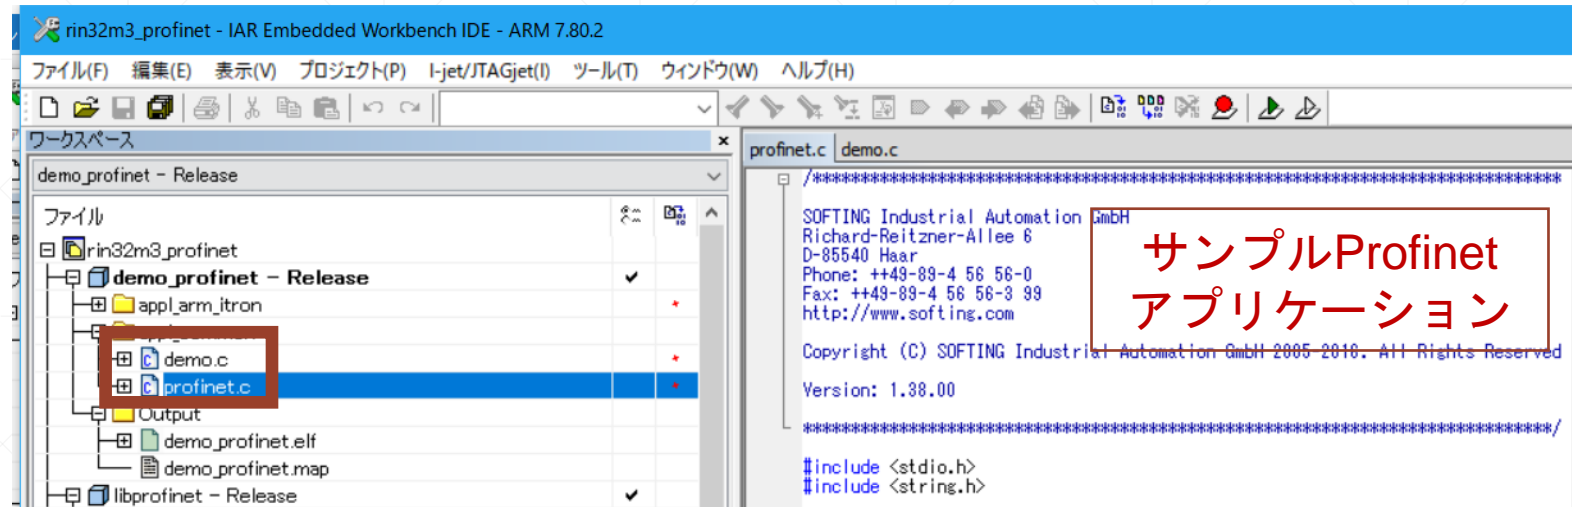 rin32m3_profinet - IAR Embedded Workbench IDE - ARM 7.80.2
ファイル(F) 編集(E) 表示(V) プロジェクト(P) I-jet/JTAGjet(I) ツール(T) ウィンドウ(W) ヘルプ(H)
ワークスペース
demo_profinet - Release
ファイル
rin32m3_profinet
demo_profinet - Release
appl_arm_itron
demo.c
profinet.c
Output
demo_profinet.elf
demo_profinet.map
libprofinet - Release
profinet.c demo.c
SOFTING Industrial Automation GmbH
Richard-Reitzner-Allee 6
D-85540 Haar
Phone: ++49-89-4 56 56-0
Fax: ++49-89-4 56 56-3 99
http://www.softing.com
Copyright (C) SOFTING Industrial Automation GmbH 2005-2016. All Rights Reserved
Version: 1.38.00
#include <stdio.h>
#include <string.h>
サンプルProfinet
アプリケーション